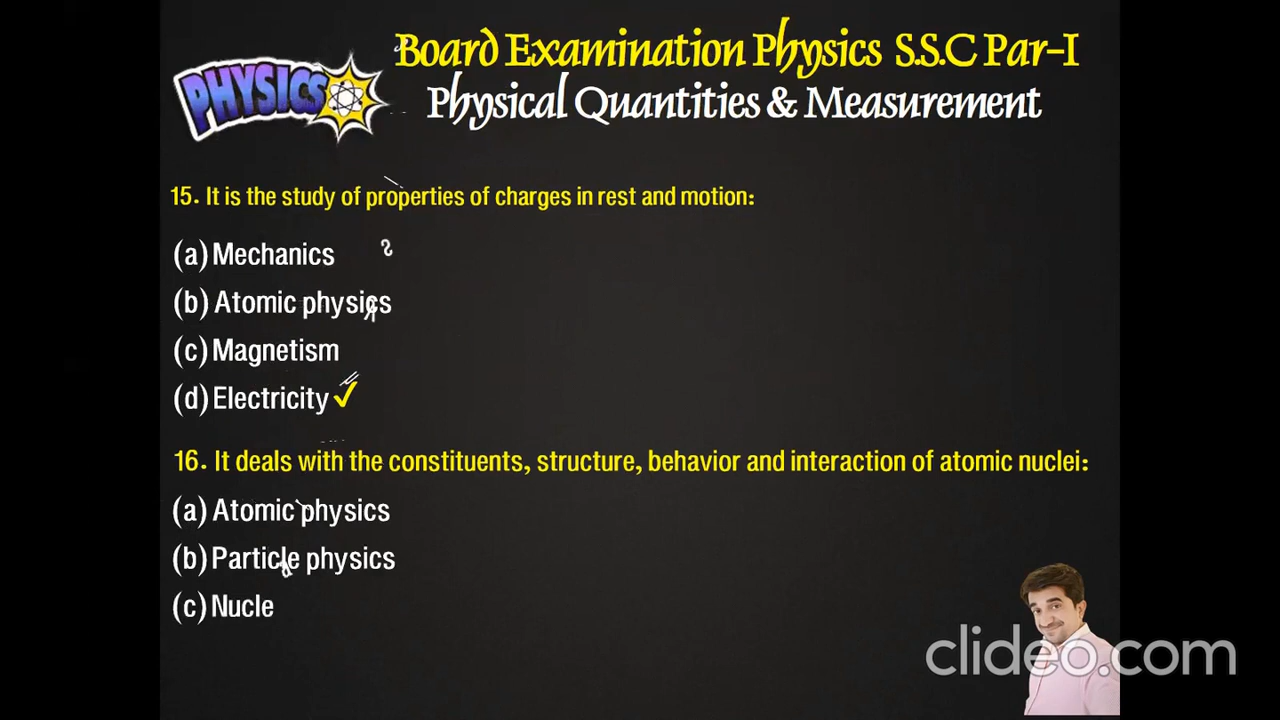 PHYSICS
Board Examination Physics S.S.C Par-I
Physical Quantities & Measurement
15. It is the study of properties of charges in rest and motion:
(a) Mechanics
(b) Atomic physics
(c) Magnetism
(d) Electricity ✓
16. It deals with the constituents, structure, behavior and interaction of atomic nuclei:
(a) Atomic physics
(b) Particle physics
(c) Nucle
clideo.com